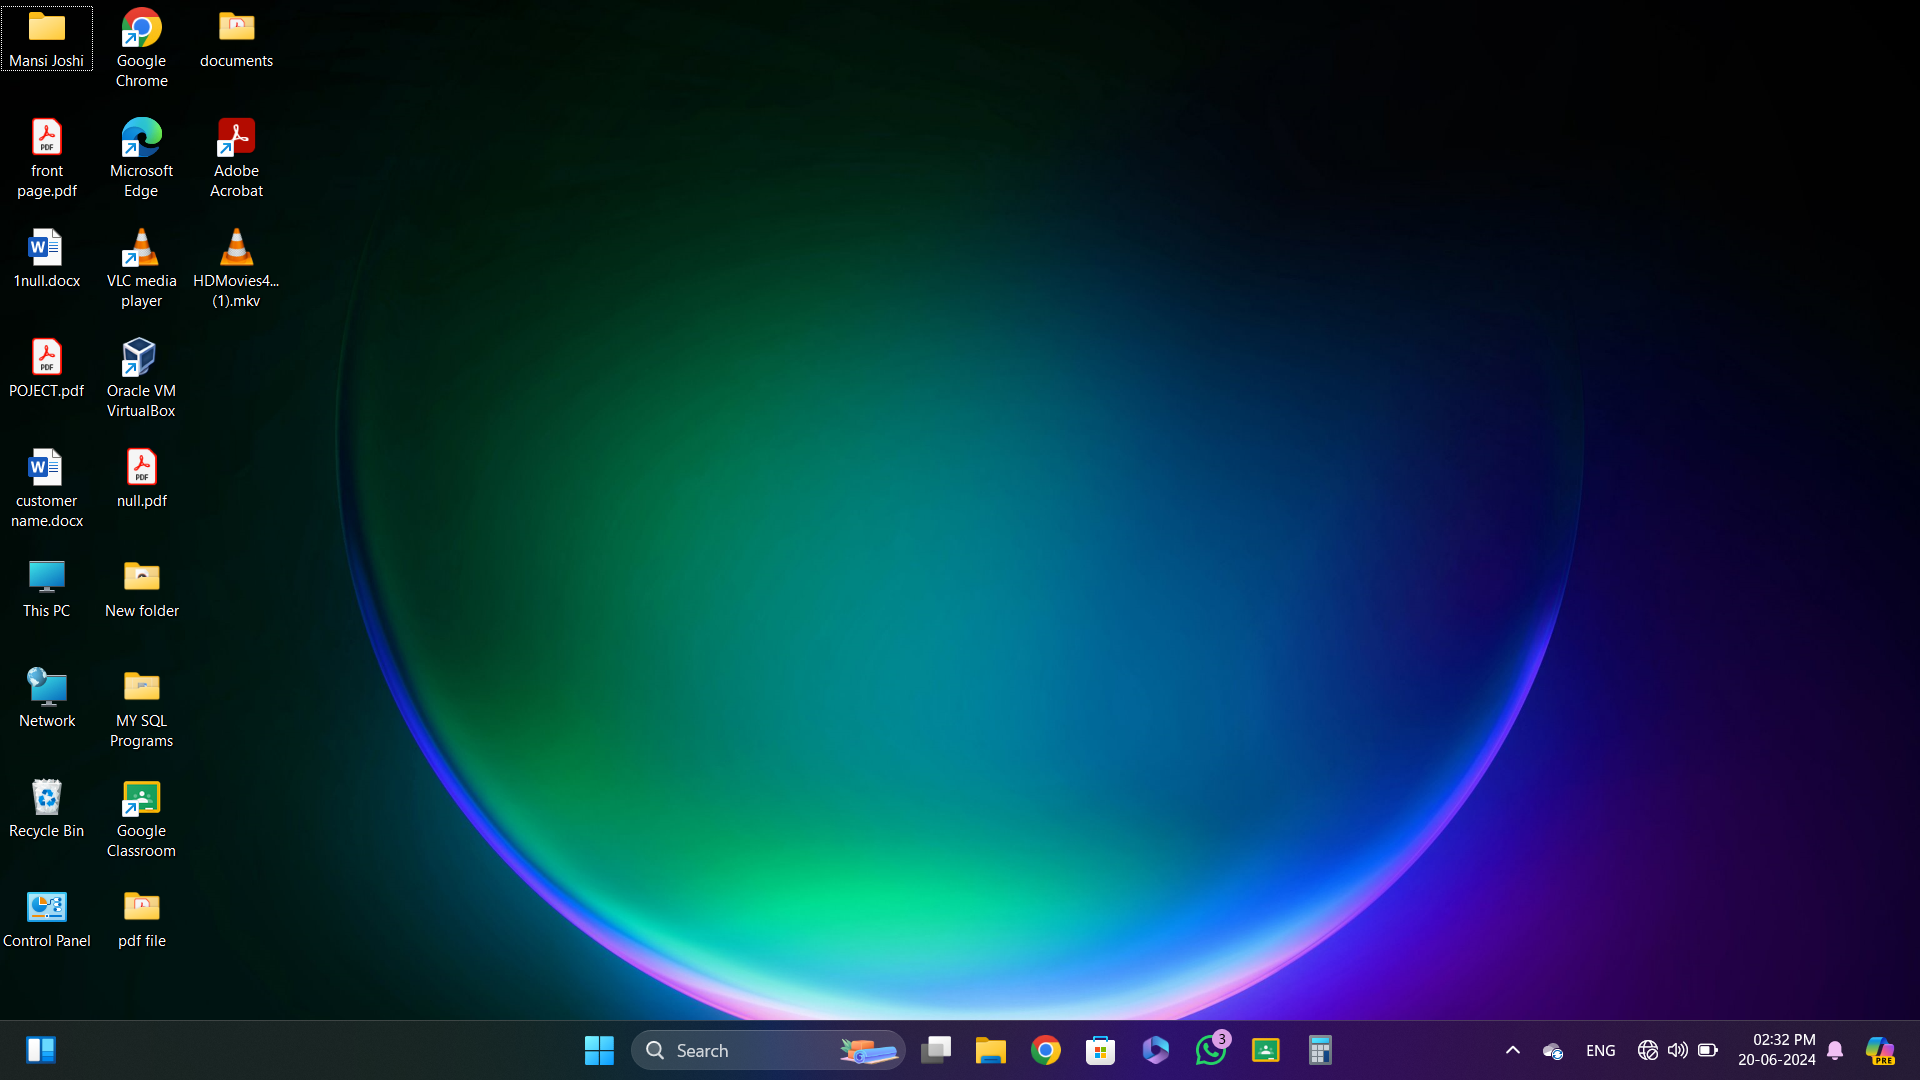 Mansi Joshi
Google
Chrome
documents
front
page.pdf
Microsoft
Edge
Adobe
Acrobat
1null.docx
VLC media
player
HDMovies4...
(1).mkv
POJECT.pdf
Oracle VM
VirtualBox
customer
name.docx
null.pdf
This PC
New folder
Network
MY SQL
Programs
Recycle Bin
Google
Classroom
Control Panel
pdf file
Search
3
ENG
02:32 PM
20-06-2024
PRE